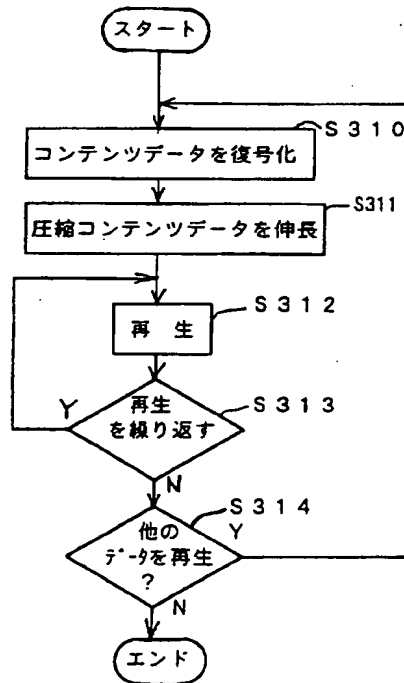 スタート
S310
コンテンツデータを復号化
S311
圧縮コンテンツデータを伸長
S312
再 生
S313
再生
を繰り返す
Y
N
S314
他の
データを再生
?
Y
N
エンド